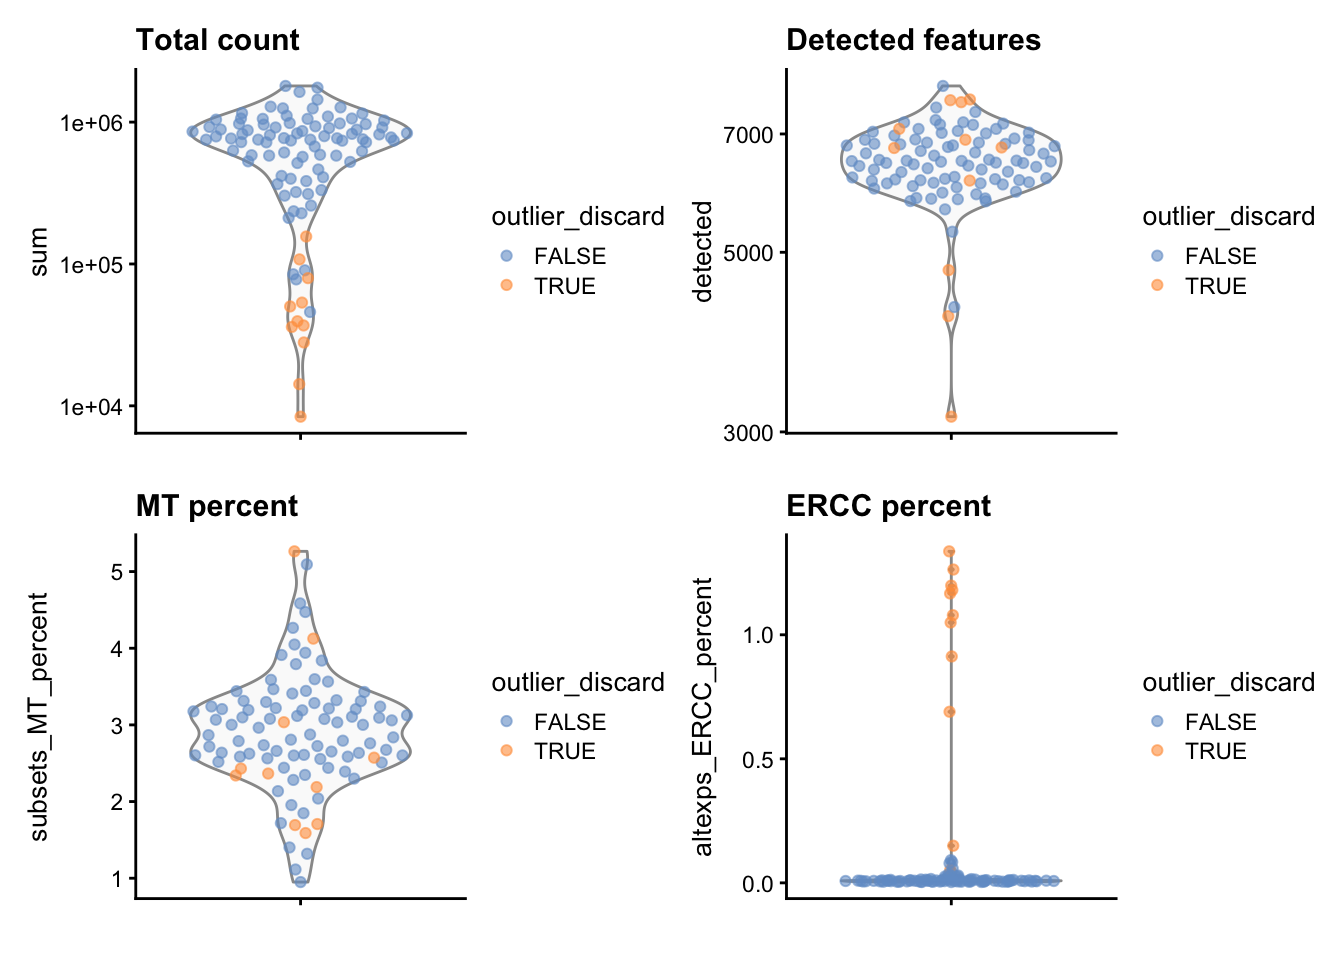 Total count
sum
1e+06
1e+05
1e+04
outlier_discard
FALSE
TRUE
Detected features
detected
7000
5000
3000
outlier_discard
FALSE
TRUE
MT percent
subsets_MT_percent
5
4
3
2
1
outlier_discard
FALSE
TRUE
ERCC percent
altexps_ERCC_percent
1.0
0.5
0.0
outlier_discard
FALSE
TRUE